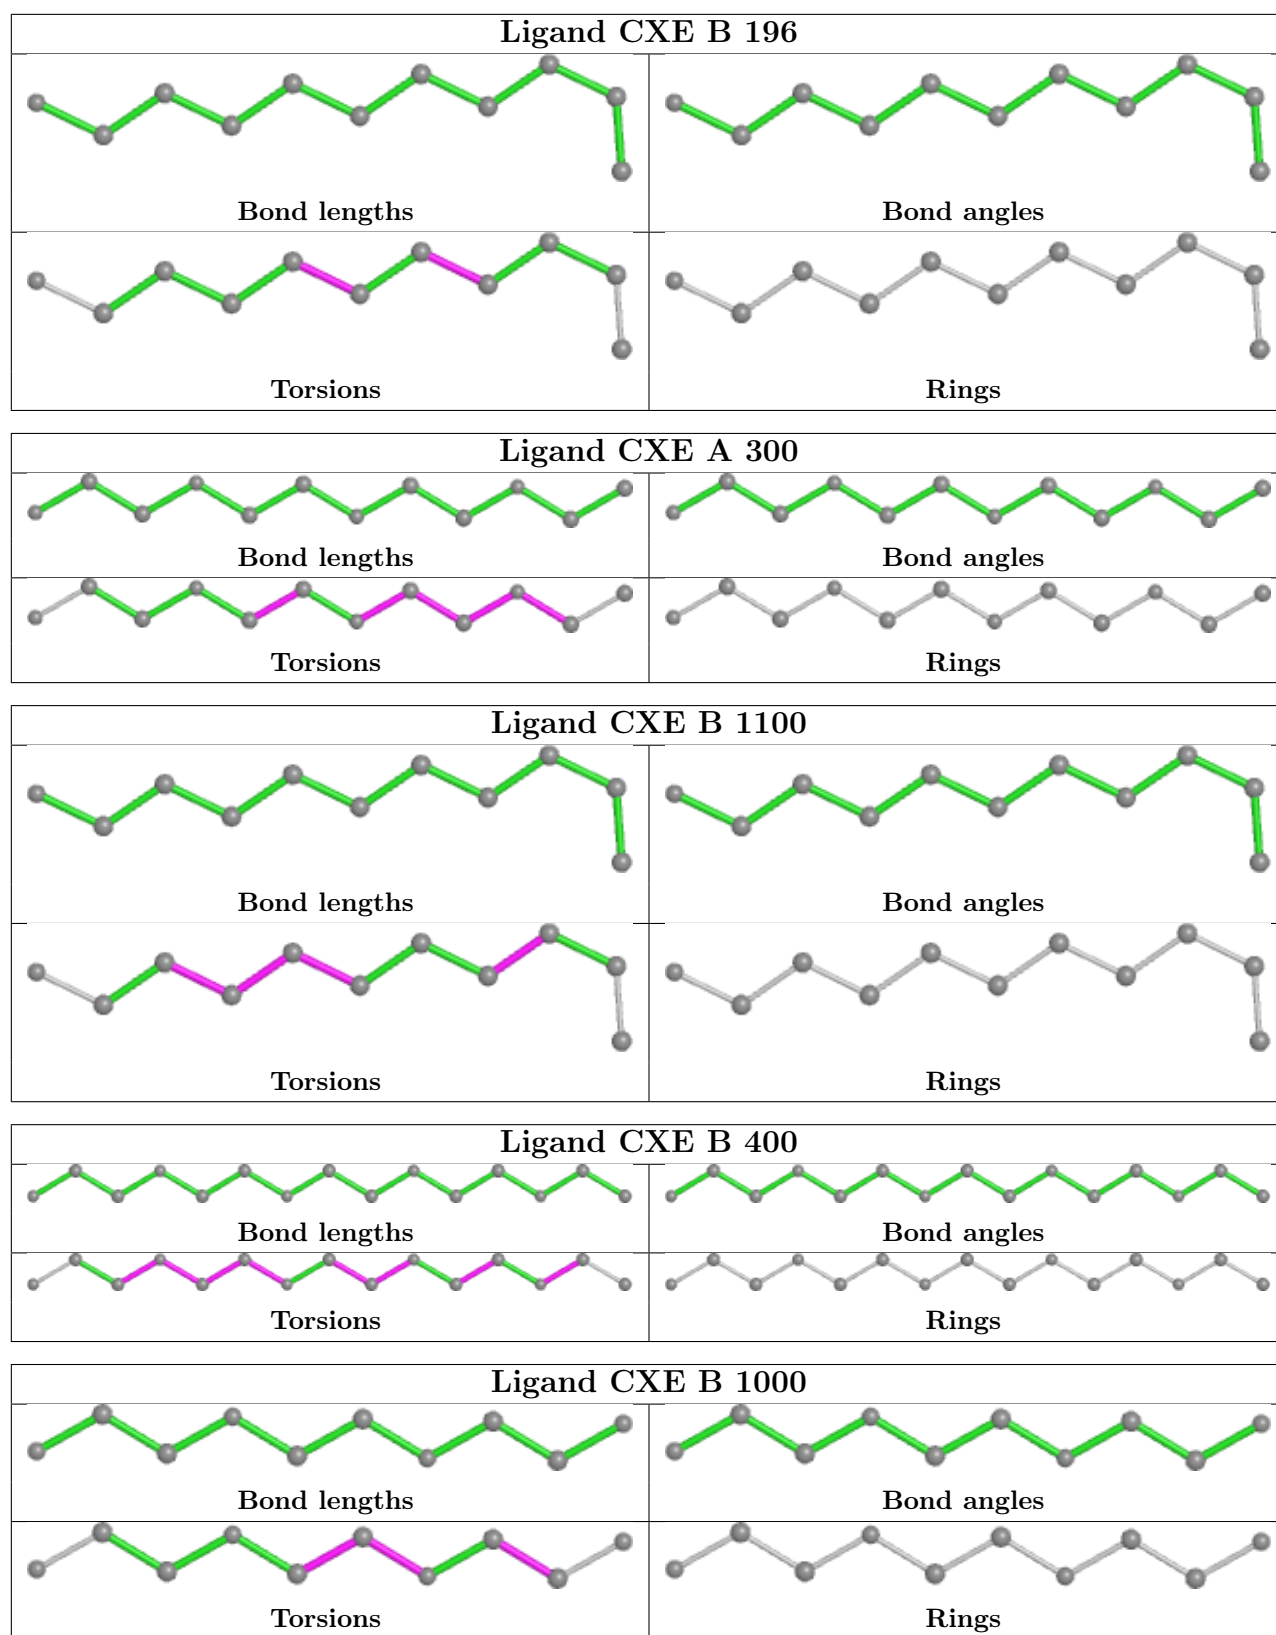 Ligand CXE B 196
Bond lengths Bond angles
Torsions Rings
Ligand CXE A 300
Bond lengths Bond angles
Torsions Rings
Ligand CXE B 1100
Bond lengths Bond angles
Torsions Rings
Ligand CXE B 400
Bond lengths Bond angles
Torsions Rings
Ligand CXE B 1000
Bond lengths Bond angles
Torsions Rings